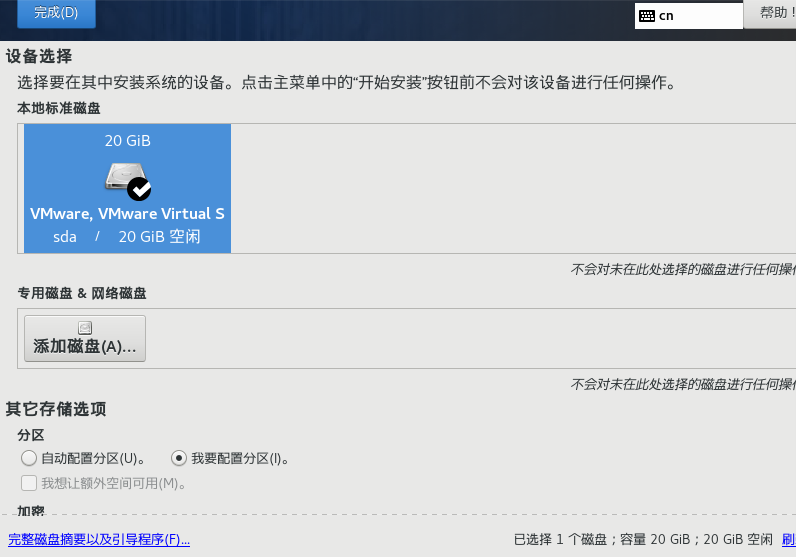 完成(D)
cn
帮助！
设备选择
选择要在其中安装系统的设备。点击主菜单中的“开始安装”按钮前不会对该设备进行任何操作。
本地标准磁盘
20 GiB
VMware, VMware Virtual S
sda / 20 GiB 空闲
不会对未在此处选择的磁盘进行任何操作
专用磁盘 & 网络磁盘
添加磁盘(A)...
不会对未在此处选择的磁盘进行任何操作
其它存储选项
分区
自动配置分区(U)。 我要配置分区(I)。
我想让额外空间可用(M)。
加密
完整磁盘摘要以及引导程序(F)...
已选择 1 个磁盘；容量 20 GiB；20 GiB 空闲 刷